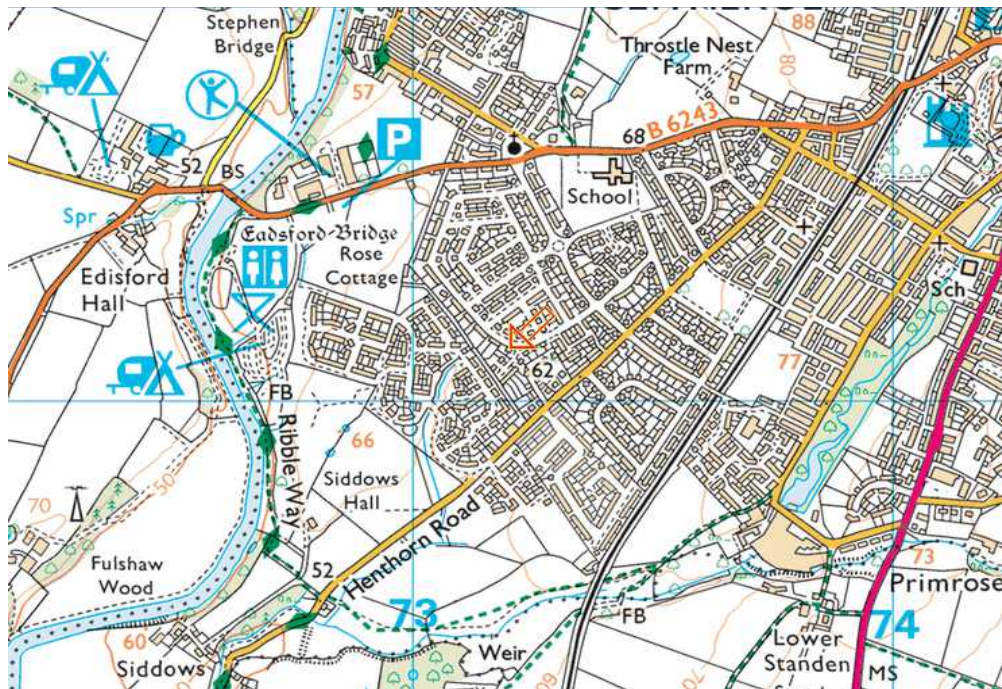 Stephen
Bridge
57
88
Throstle Nest
Farm
80
68
B 6243
P
52
BS
School
Spr
Eadsford Bridge
Rose
Cottage
Edisford
Hall
Sch
62
77
FB
Ribble Way
66
Siddows
Hall
70
50
Henthorn Road
Fulshaw
Wood
52
73
Primrose
73
74
FB
60
Siddows
Weir
Lower
Standen
60
70
MS